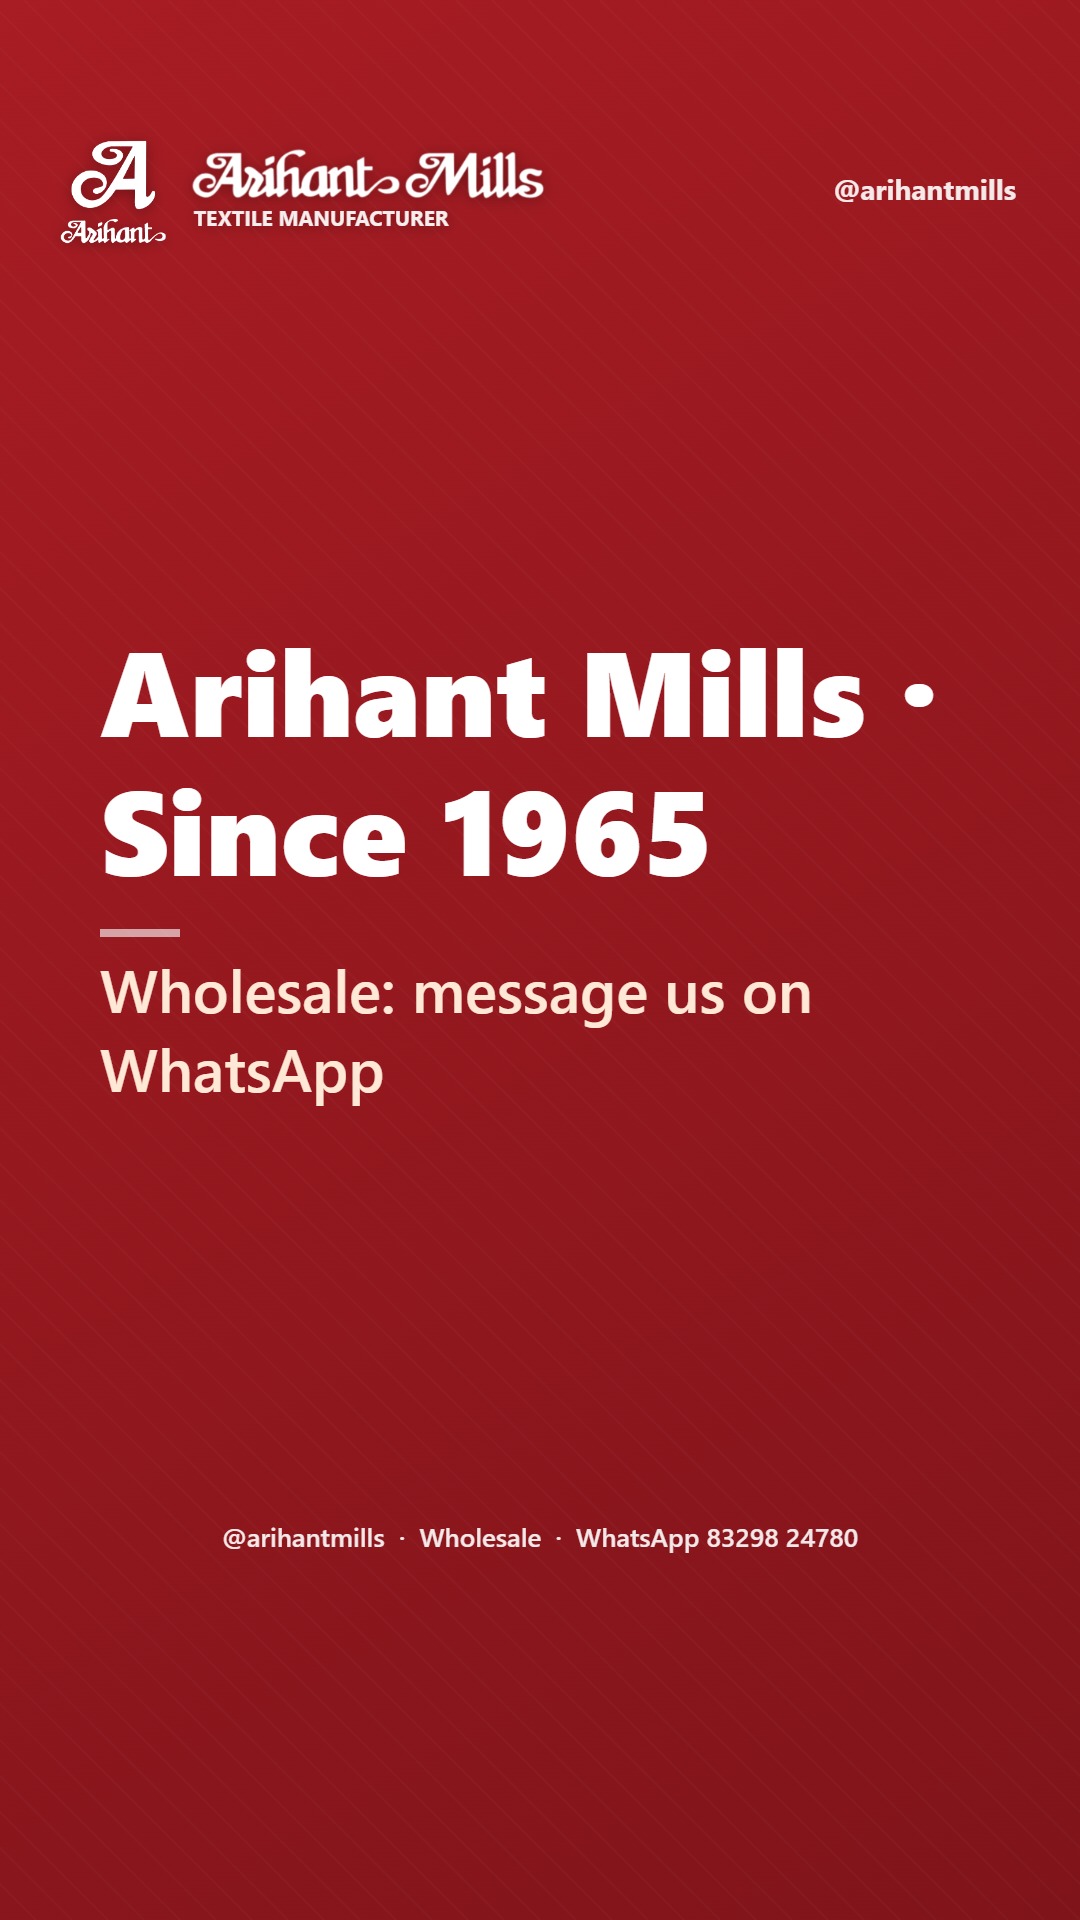 A
Arihant
Arihant Mills
TEXTILE MANUFACTURER
@arihantmills
Arihant Mills ·
Since 1965
Wholesale: message us on
WhatsApp
@arihantmills · Wholesale · WhatsApp 83298 24780